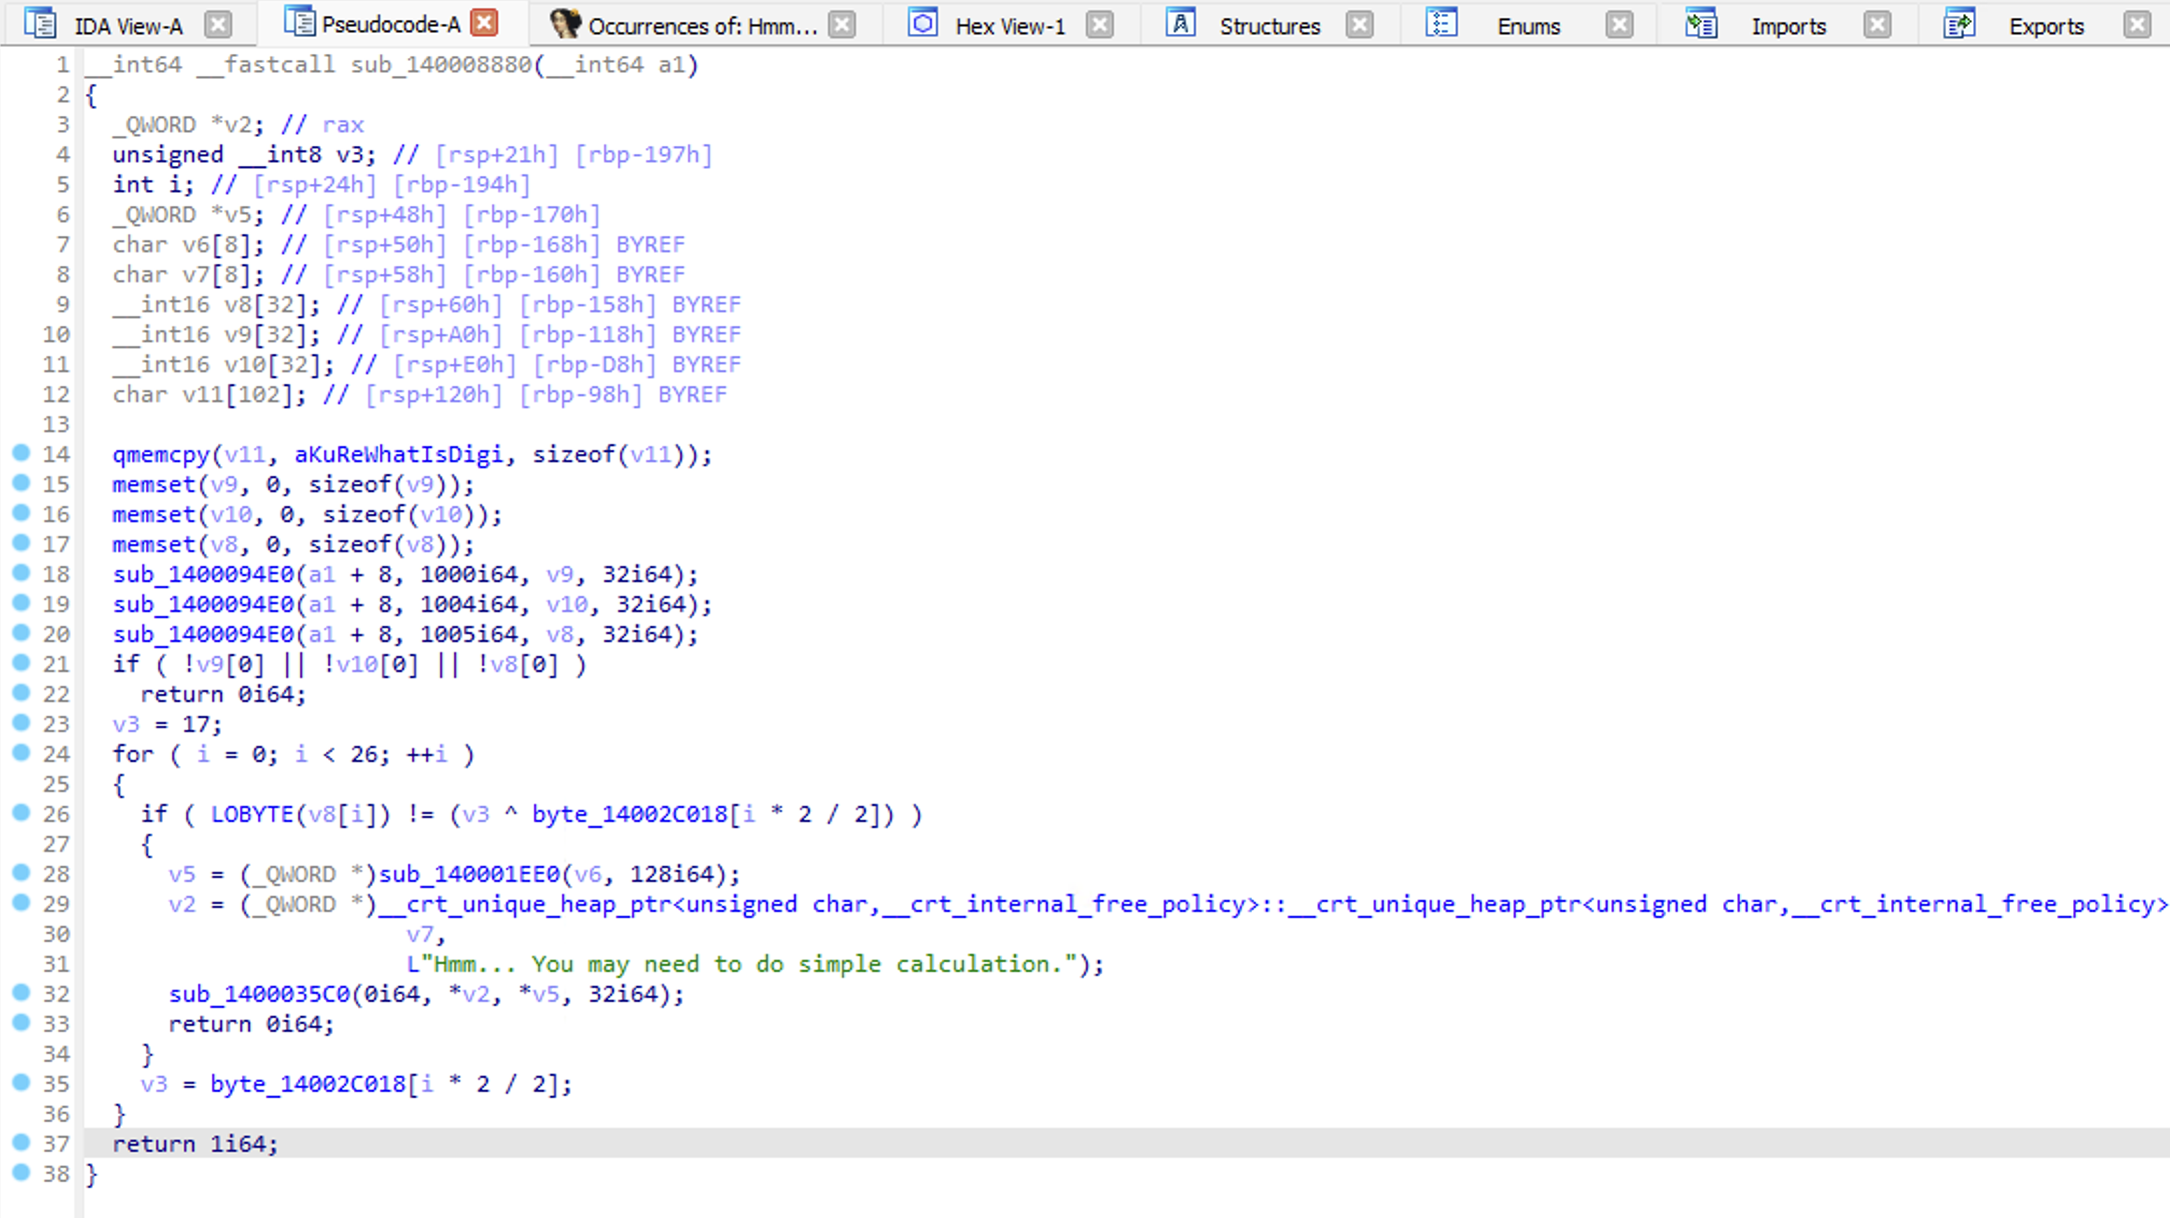 IDA View-A Pseudocode-A Occurrences of: Hmm... Hex View-1 Structures Enums Imports Exports
1 __int64 __fastcall sub_140008880(__int64 a1)
2 {
3 _QWORD *v2; // rax
4 unsigned __int8 v3; // [rsp+21h] [rbp-197h]
5 int i; // [rsp+24h] [rbp-194h]
6 _QWORD *v5; // [rsp+48h] [rbp-170h]
7 char v6[8]; // [rsp+50h] [rbp-168h] BYREF
8 char v7[8]; // [rsp+58h] [rbp-160h] BYREF
9 __int16 v8[32]; // [rsp+60h] [rbp-158h] BYREF
10 __int16 v9[32]; // [rsp+A0h] [rbp-118h] BYREF
11 __int16 v10[32]; // [rsp+E0h] [rbp-D8h] BYREF
12 char v11[102]; // [rsp+120h] [rbp-98h] BYREF
13
14 qmemcpy(v11, aKuReWhatIsDigi, sizeof(v11));
15 memset(v9, 0, sizeof(v9));
16 memset(v10, 0, sizeof(v10));
17 memset(v8, 0, sizeof(v8));
18 sub_1400094E0(a1 + 8, 1000i64, v9, 32i64);
19 sub_1400094E0(a1 + 8, 1004i64, v10, 32i64);
20 sub_1400094E0(a1 + 8, 1005i64, v8, 32i64);
21 if ( !v9[0] || !v10[0] || !v8[0] )
22 return 0i64;
23 v3 = 17;
24 for ( i = 0; i < 26; ++i )
25 {
26 if ( LOBYTE(v8[i]) != (v3 ^ byte_14002C018[i * 2 / 2]) )
27 {
28 v5 = (_QWORD *)sub_140001EE0(v6, 128i64);
29 v2 = (_QWORD *)__crt_unique_heap_ptr<unsigned char,__crt_internal_free_policy>::__crt_unique_heap_ptr<unsigned char,__crt_internal_free_policy>
30 v7,
31 L"Hmm... You may need to do simple calculation.");
32 sub_1400035C0(0i64, *v2, *v5, 32i64);
33 return 0i64;
34 }
35 v3 = byte_14002C018[i * 2 / 2];
36 }
37 return 1i64;
38 }